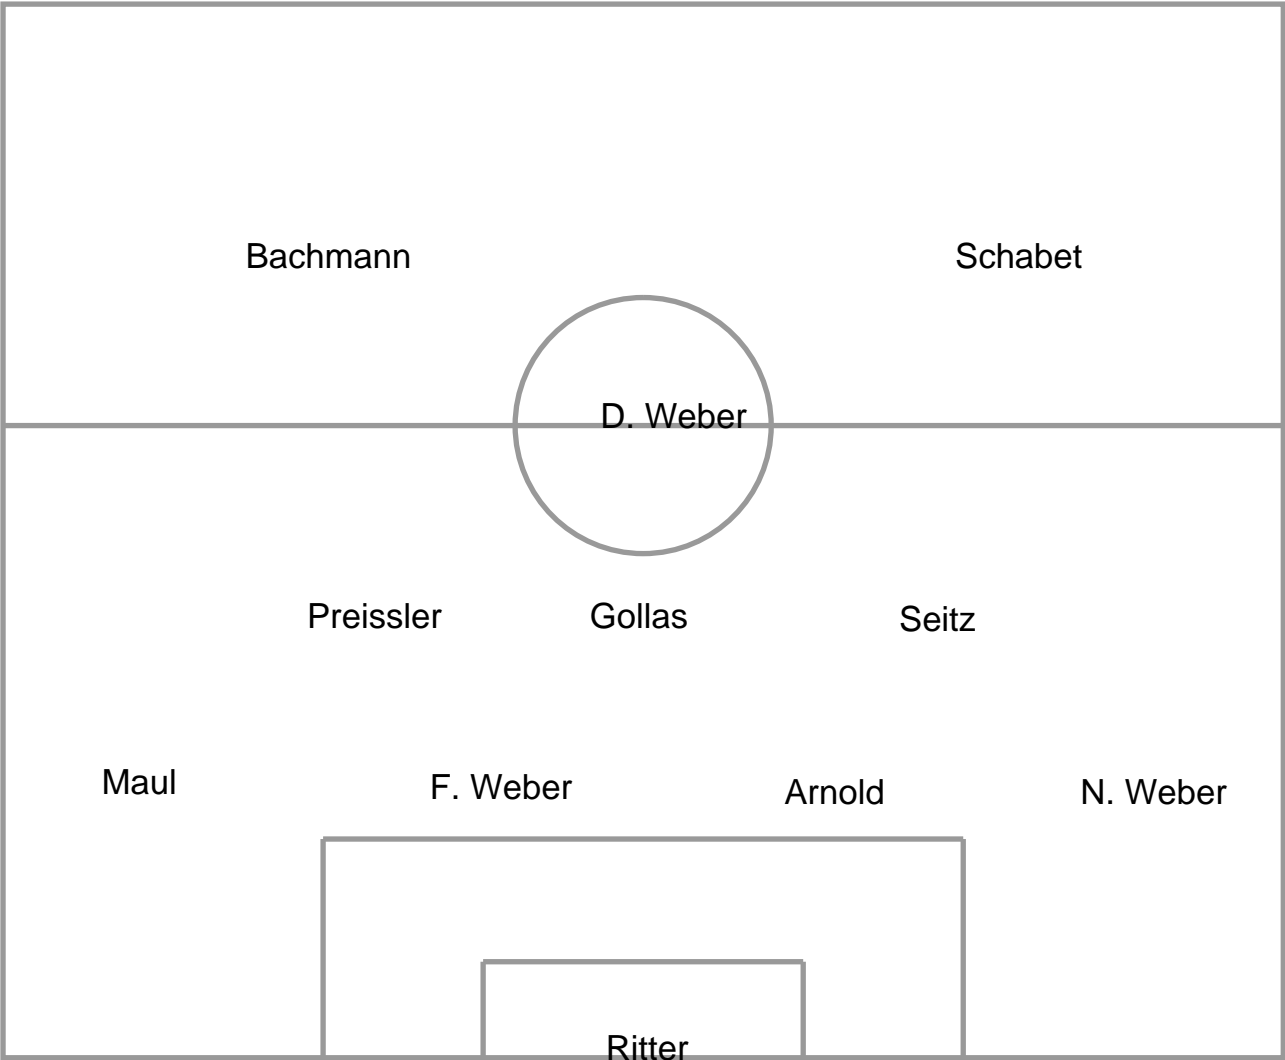 Bachmann
Schabet
D. Weber
Preissler
Gollas
Seitz
Maul
F. Weber
Arnold
N. Weber
Ritter